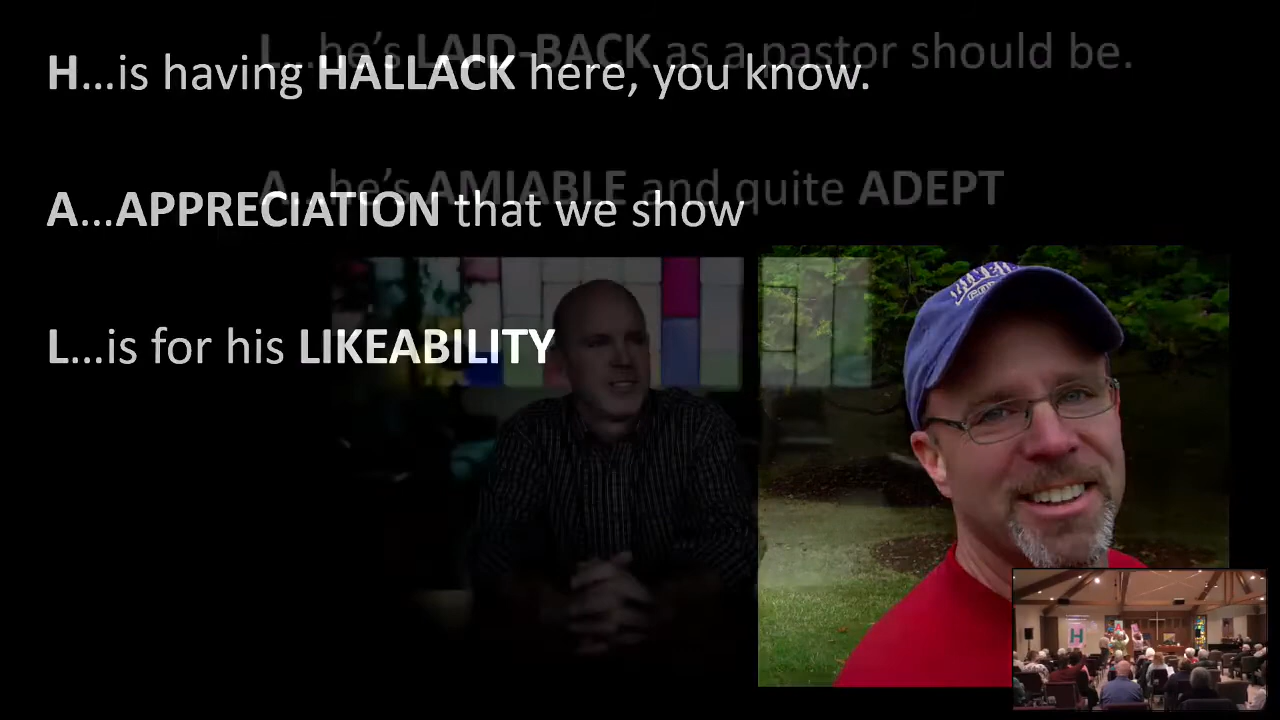 L...he's LAID-BACK as a pastor should be.
H...is having HALLACK here, you know.
A...he's AMIABLE and quite ADEPT
A...APPRECIATION that we show
L...is for his LIKEABILITY
H
A